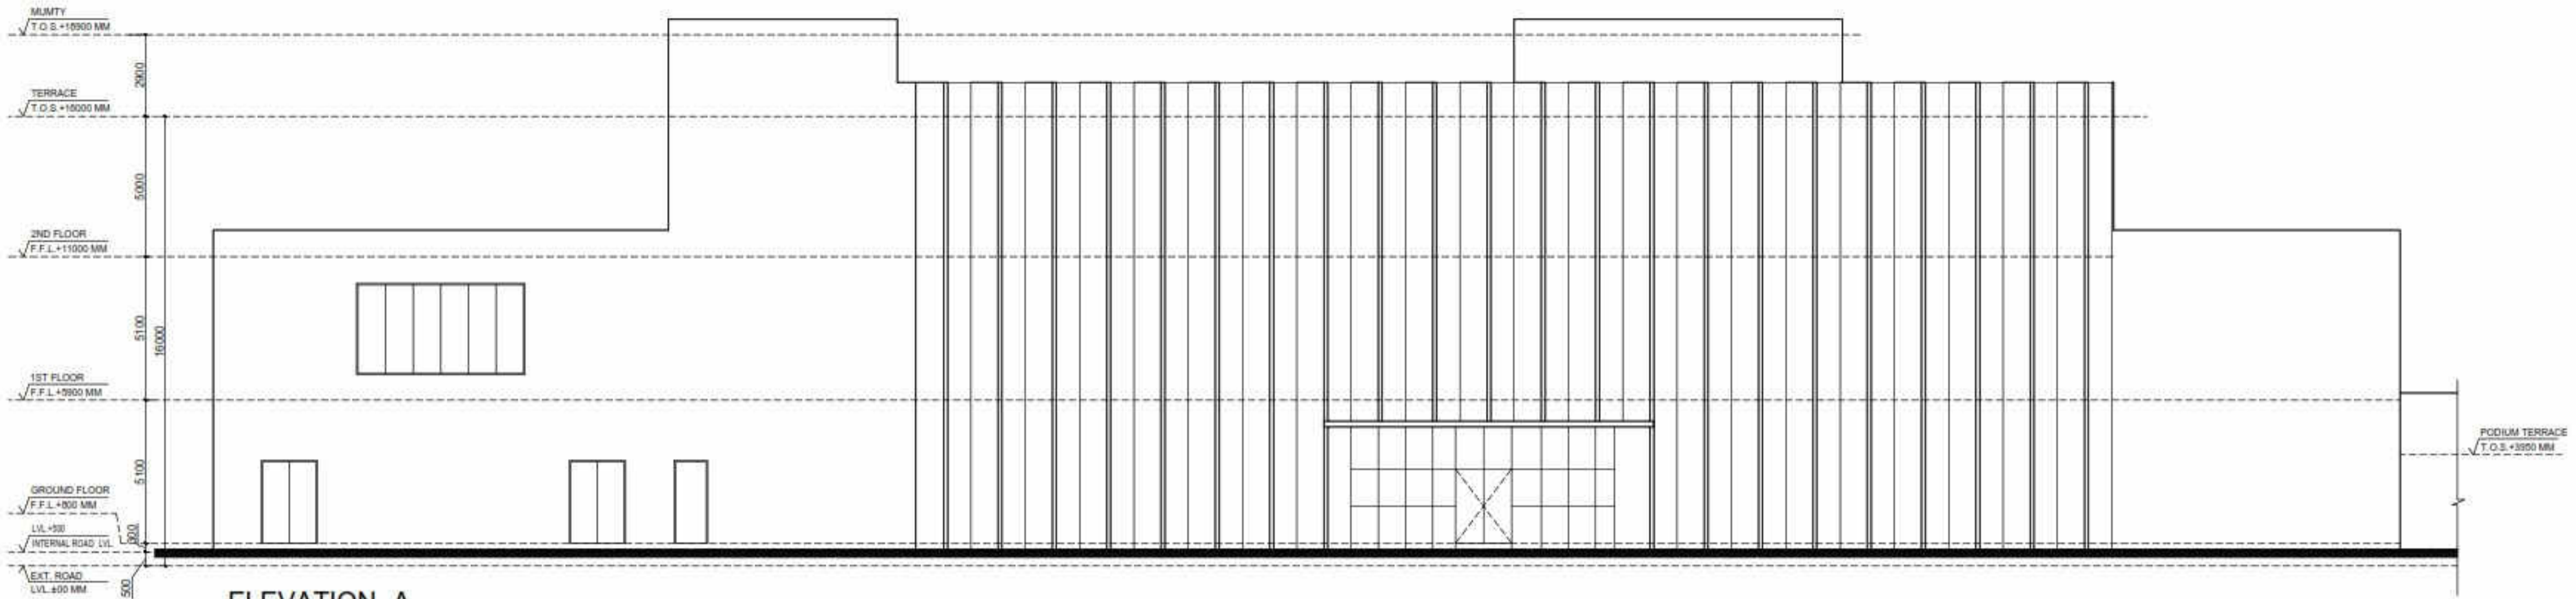 MUMTY
T.O.S.+18900 MM
2900
TERRACE
T.O.S.+16000 MM
5000
2ND FLOOR
F.F.L.+11000 MM
5100
16000
1ST FLOOR
F.F.L.+5900 MM
5100
PODIUM TERRACE
T.O.S.+3950 MM
GROUND FLOOR
F.F.L.+800 MM
LVL.+500
300
INTERNAL ROAD LVL.
EXT. ROAD
LVL.±00 MM
500
ELEVATION A